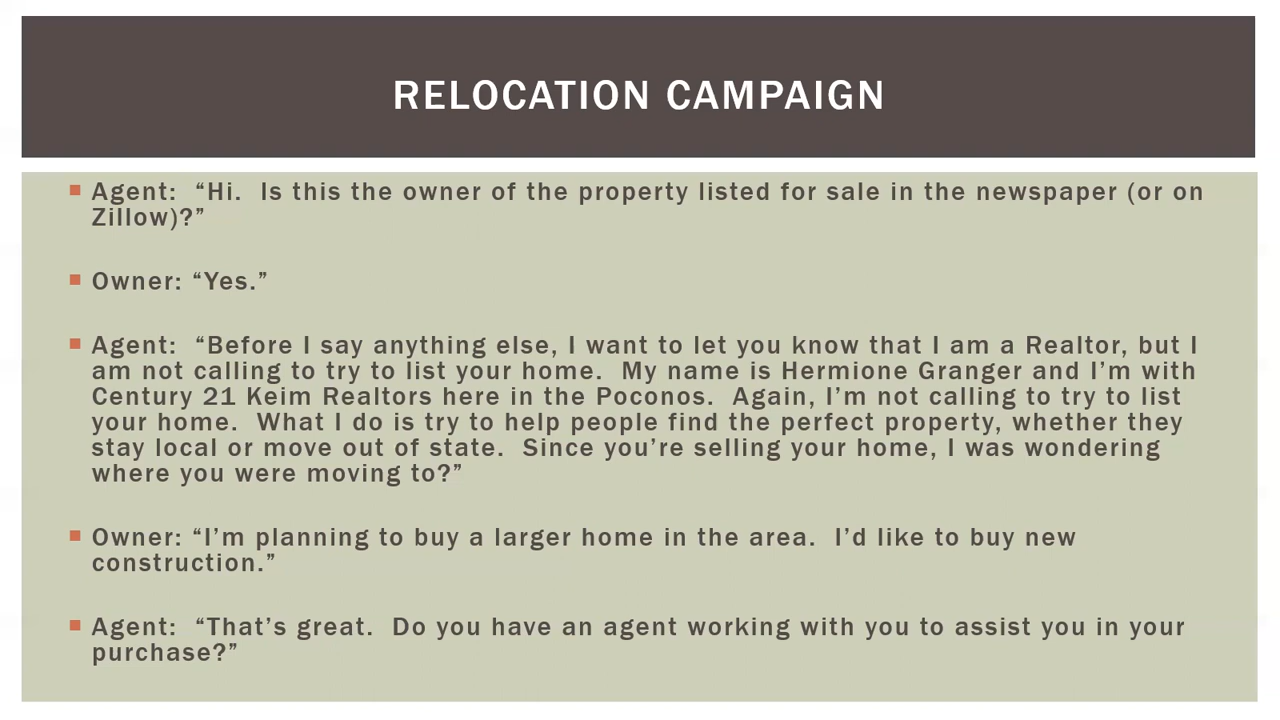 RELOCATION CAMPAIGN
Agent:  “Hi.  Is this the owner of the property listed for sale in the newspaper (or on
Zillow)?”
Owner: “Yes.”
Agent:  “Before I say anything else, I want to let you know that I am a Realtor, but I
am not calling to try to list your home.  My name is Hermione Granger and I’m with
Century 21 Keim Realtors here in the Poconos.  Again, I’m not calling to try to list
your home.  What I do is try to help people find the perfect property, whether they
stay local or move out of state.  Since you’re selling your home, I was wondering
where you were moving to?”
Owner: “I’m planning to buy a larger home in the area.  I’d like to buy new
construction.”
Agent:  “That’s great.  Do you have an agent working with you to assist you in your
purchase?”